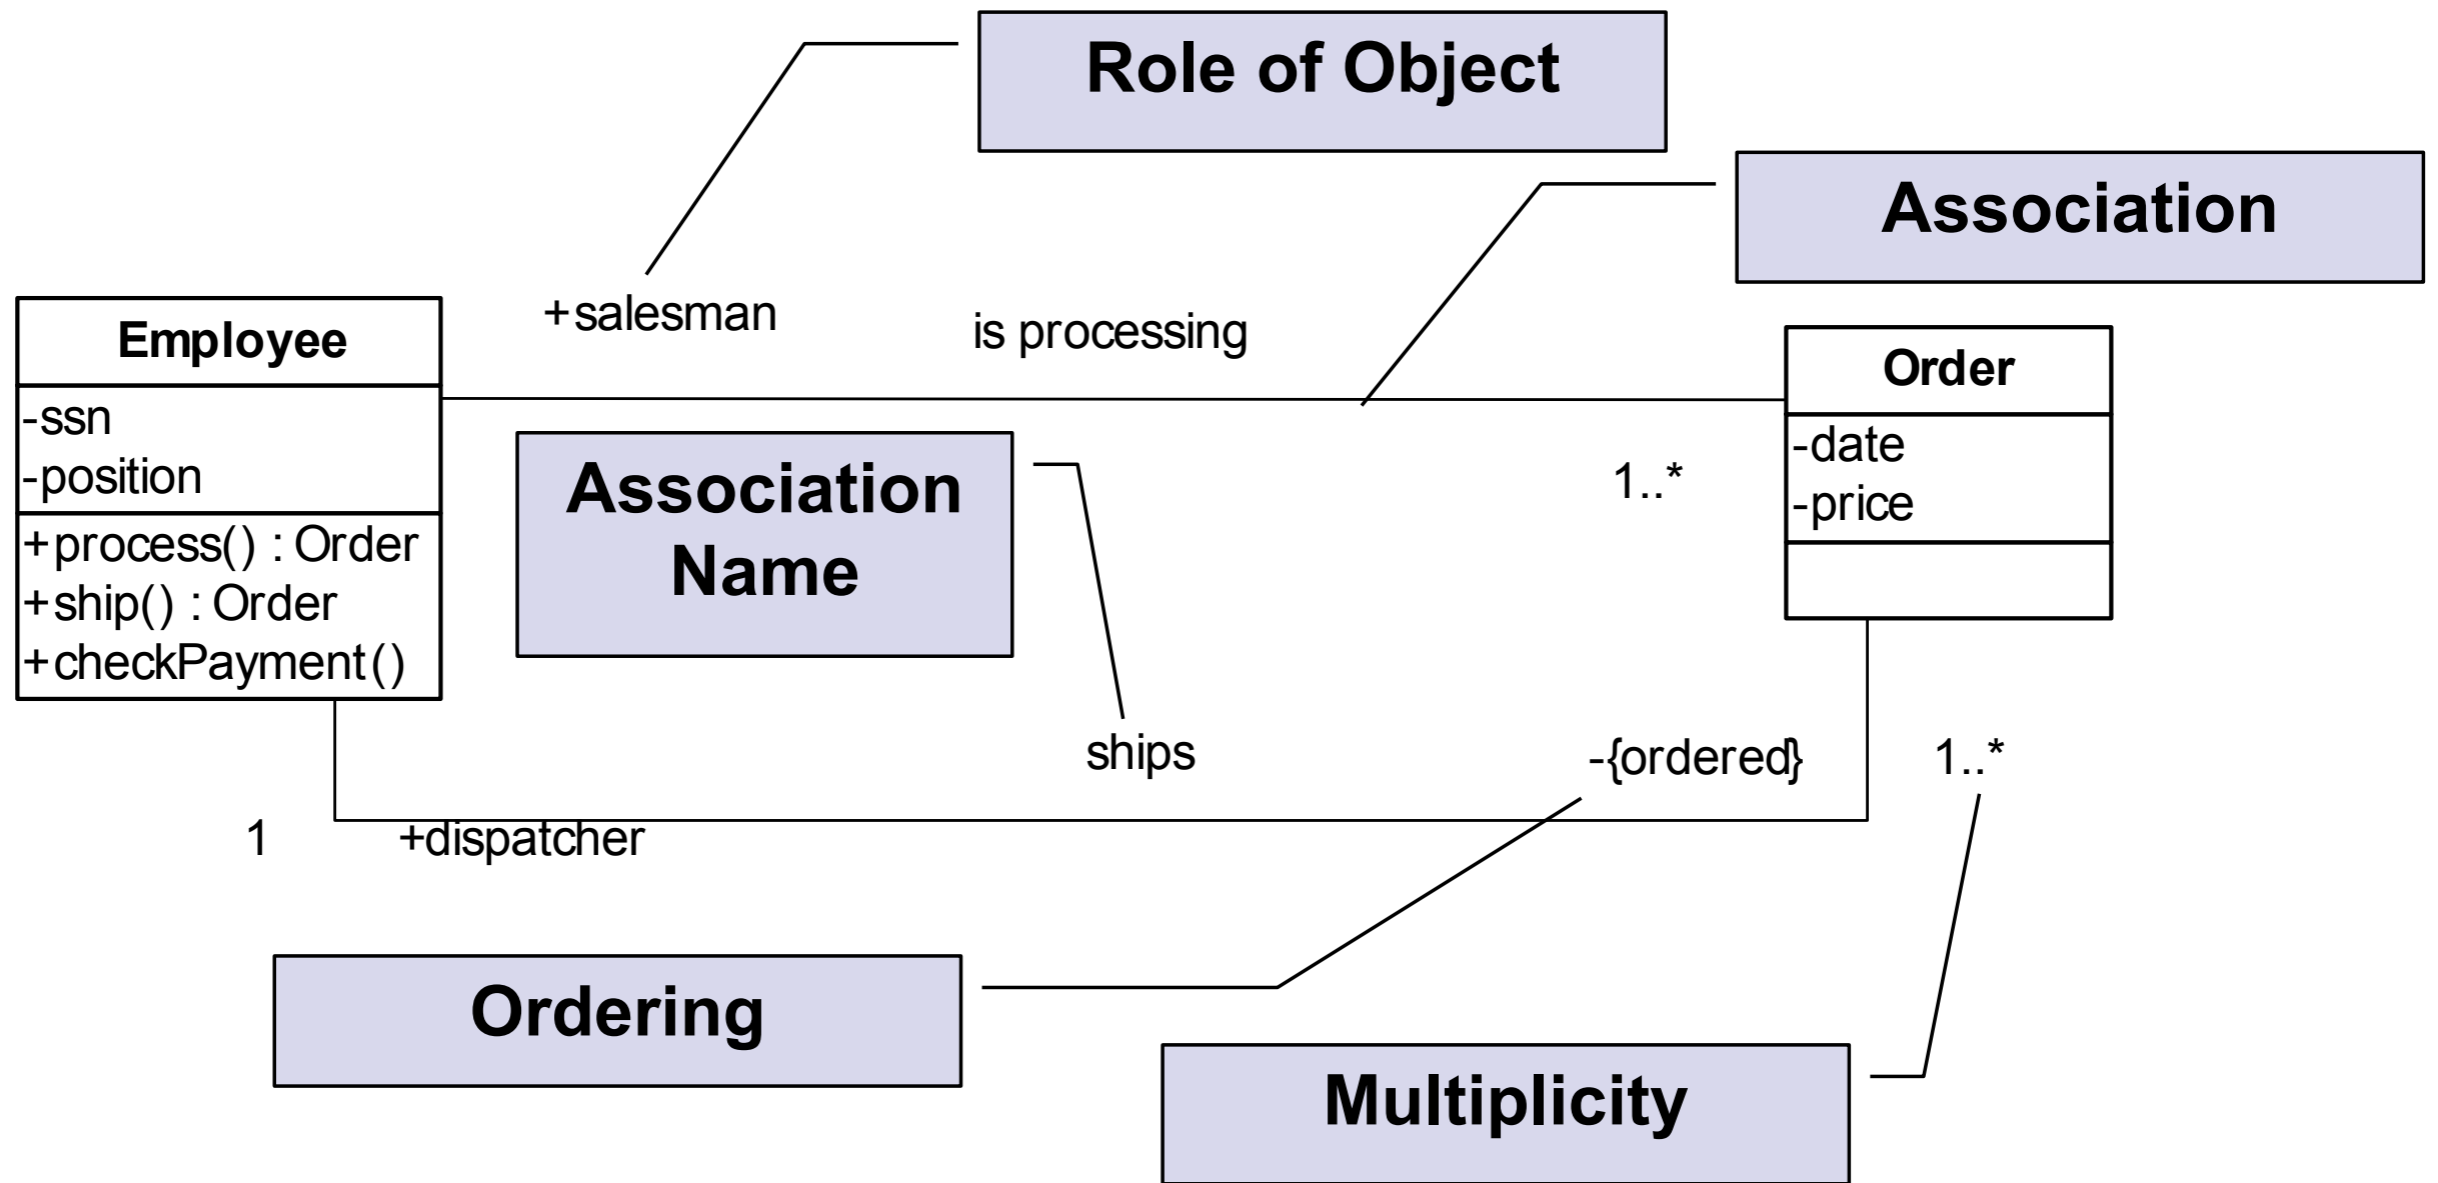 Role of Object
Association
+salesman
is processing
Employee
-ssn
-position
+process() : Order
+ship() : Order
+checkPayment()
Order
-date
-price
Association
Name
1..*
ships
-{ordered}
1..*
1
+dispatcher
Ordering
Multiplicity